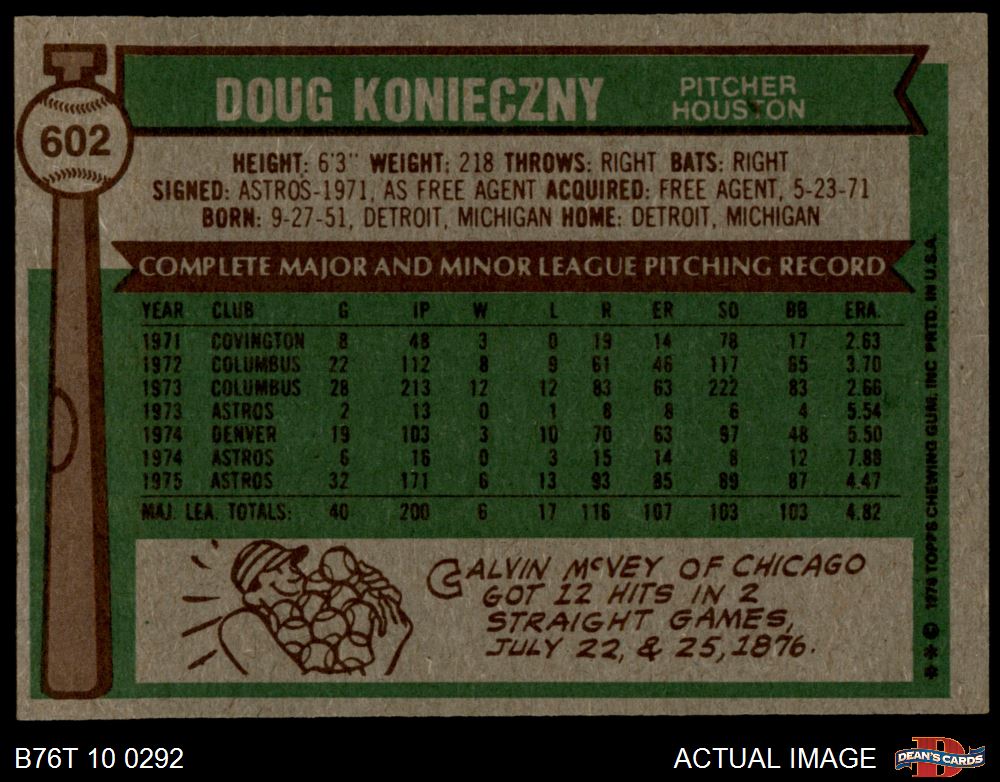 602
DOUG KONIECZNY
PITCHER
HOUSTON
HEIGHT: 6'3" WEIGHT: 218 THROWS: RIGHT BATS: RIGHT
SIGNED: ASTROS-1971, AS FREE AGENT ACQUIRED: FREE AGENT, 5-23-71
BORN: 9-27-51, DETROIT, MICHIGAN HOME: DETROIT, MICHIGAN
COMPLETE MAJOR AND MINOR LEAGUE PITCHING RECORD
YEAR CLUB G IP W L R ER SO BB ERA.
1971 COVINGTON 8 48 3 0 19 14 78 17 2.63
1972 COLUMBUS 22 112 8 9 61 46 117 65 3.70
1973 COLUMBUS 28 213 12 12 83 63 222 83 2.66
1973 ASTROS 2 13 0 1 8 8 6 4 5.54
1974 DENVER 19 103 3 10 70 63 97 48 5.50
1974 ASTROS 6 16 0 3 15 14 8 12 7.88
1975 ASTROS 32 171 6 13 93 85 89 87 4.47
MAJ. LEA. TOTALS: 40 200 6 17 116 107 103 103 4.82
CALVIN McVEY OF CHICAGO
GOT 12 HITS IN 2
STRAIGHT GAMES,
JULY 22, & 25, 1876.
** © 1976 TOPPS CHEWING GUM, INC PRTD. IN U.S.A.
B76T 10 0292
ACTUAL IMAGE
D
DEAN'S CARDS